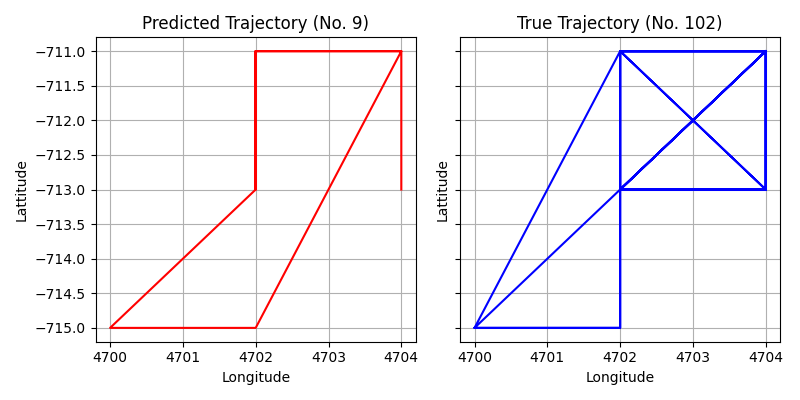 Predicted Trajectory (No. 9)
Lattitude
−711.0
−711.5
−712.0
−712.5
−713.0
−713.5
−714.0
−714.5
−715.0
4700 4701 4702 4703 4704
Longitude
True Trajectory (No. 102)
Lattitude
4700 4701 4702 4703 4704
Longitude